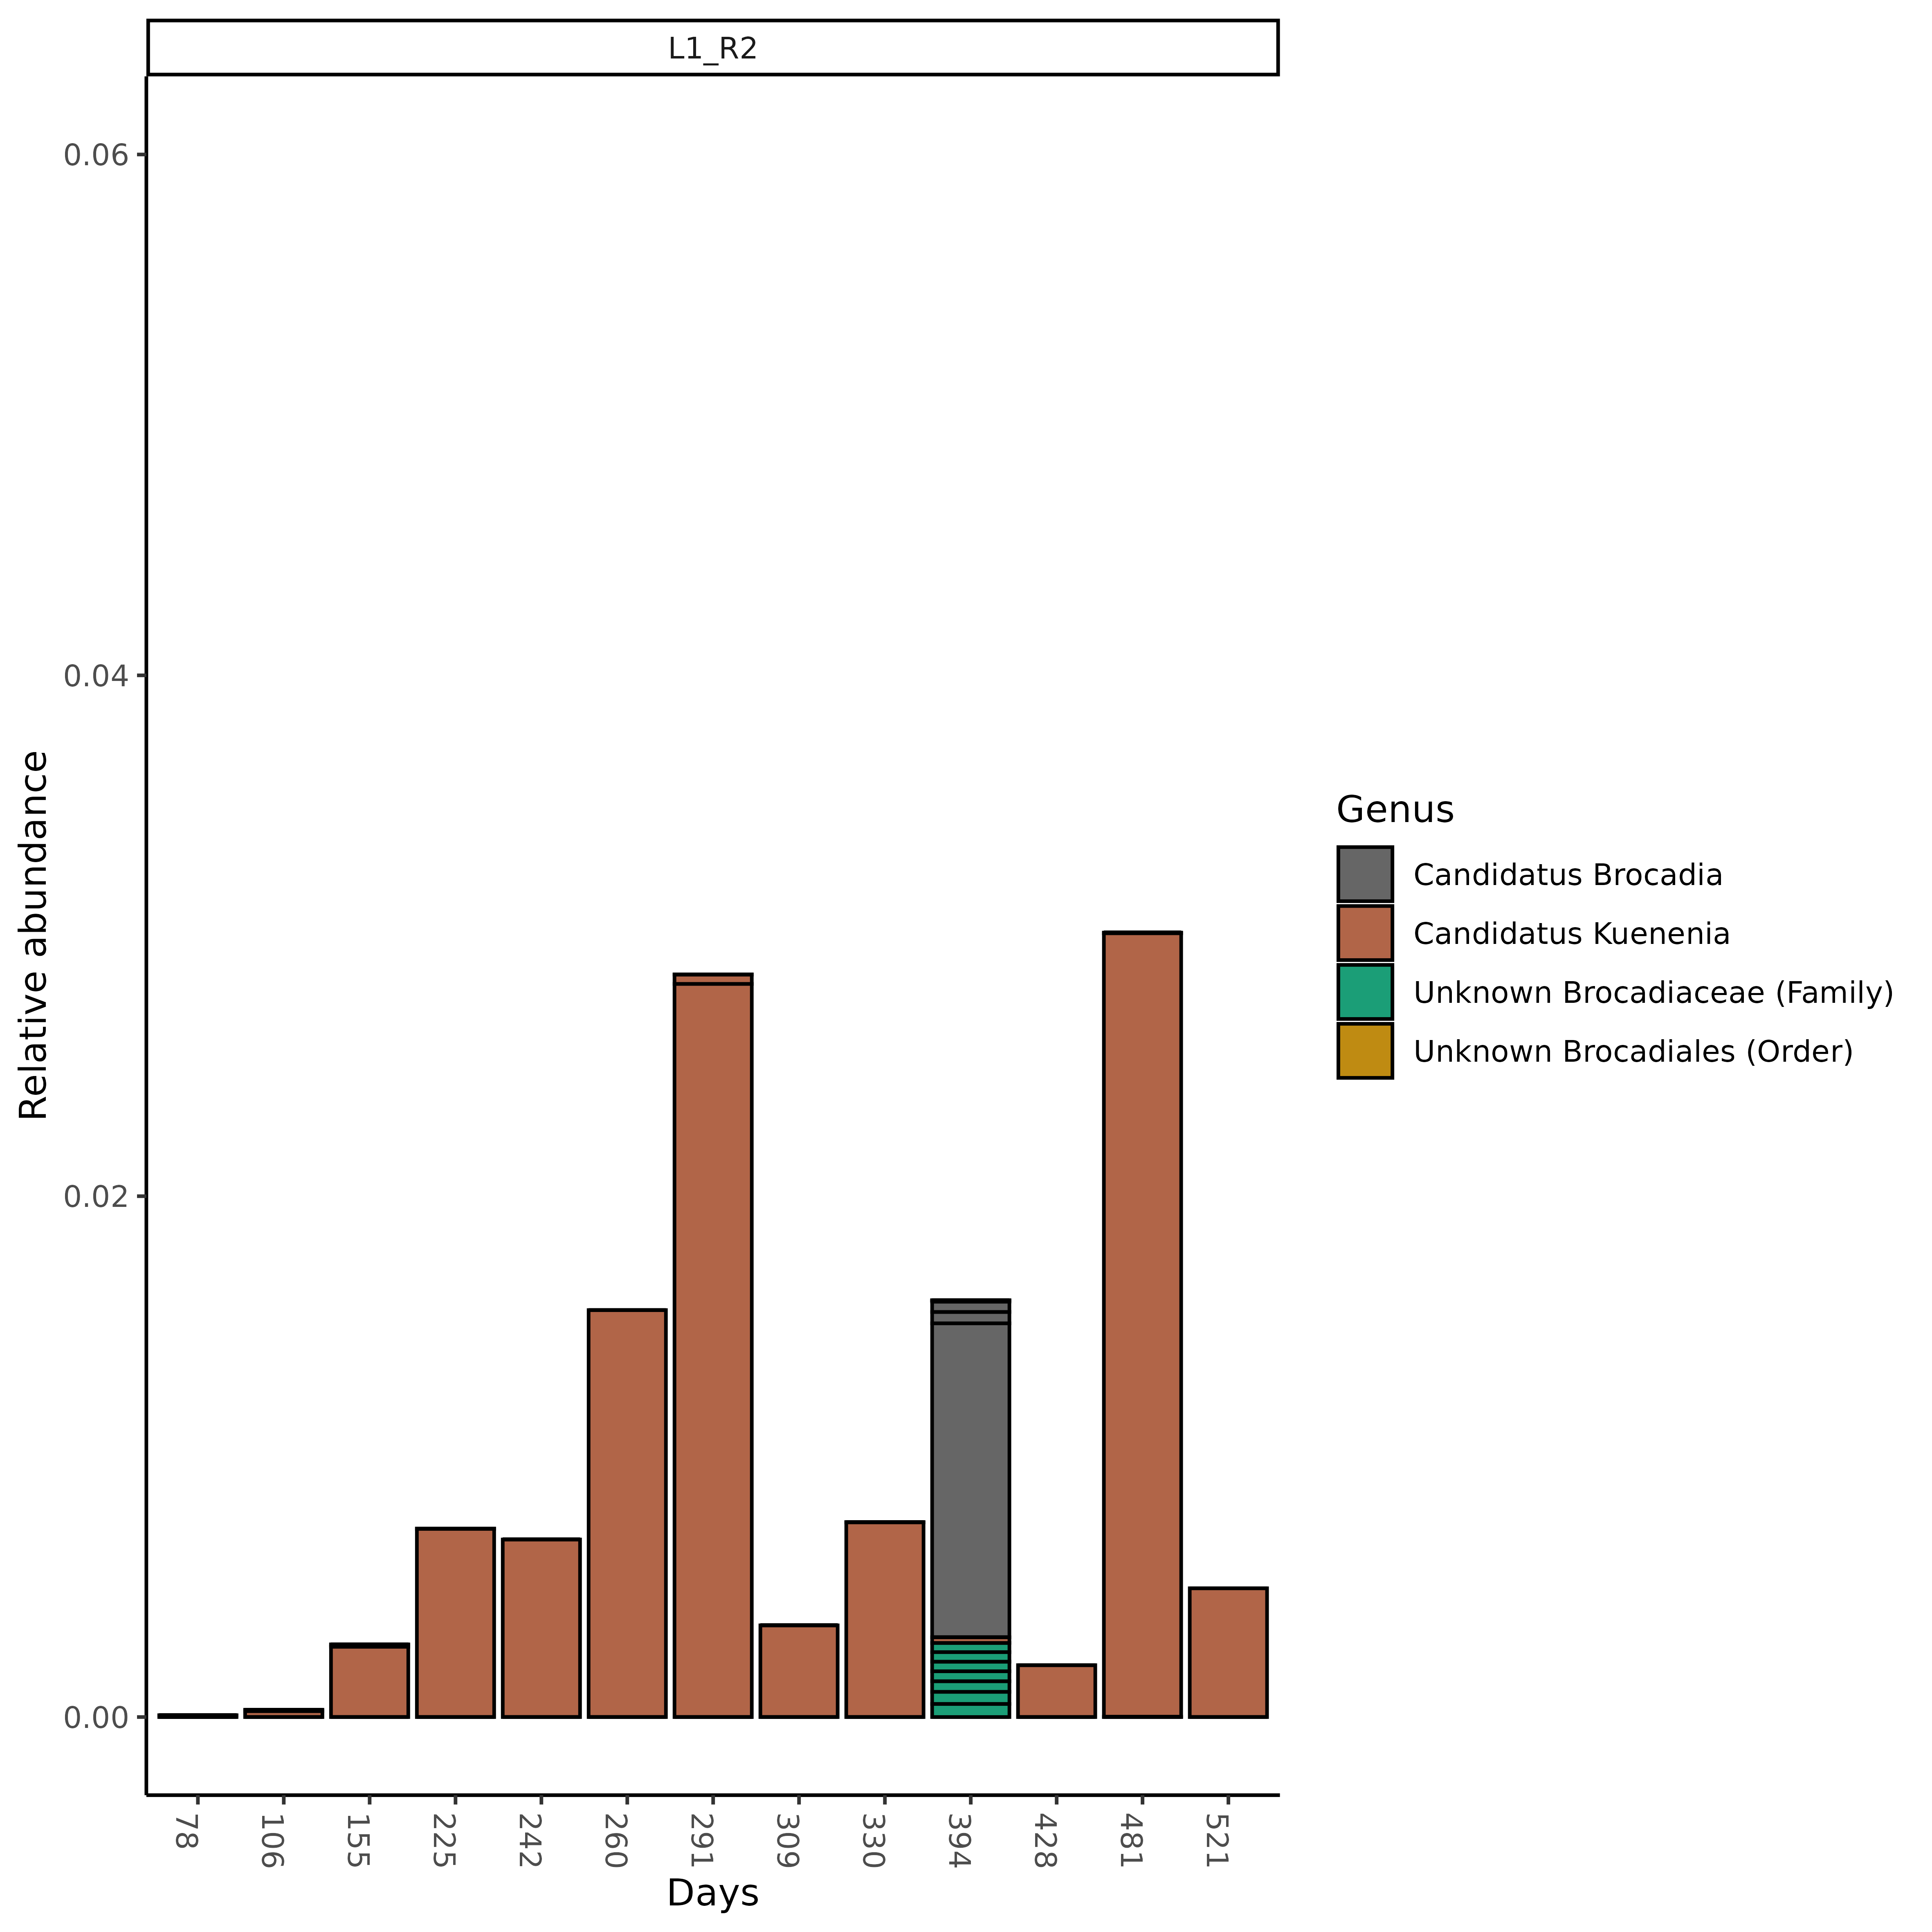 L1_R2
0.06
0.04
0.02
0.00
Relative abundance
78
106
155
225
242
260
291
309
330
394
428
481
521
Days
Genus
Candidatus Brocadia
Candidatus Kuenenia
Unknown Brocadiaceae (Family)
Unknown Brocadiales (Order)